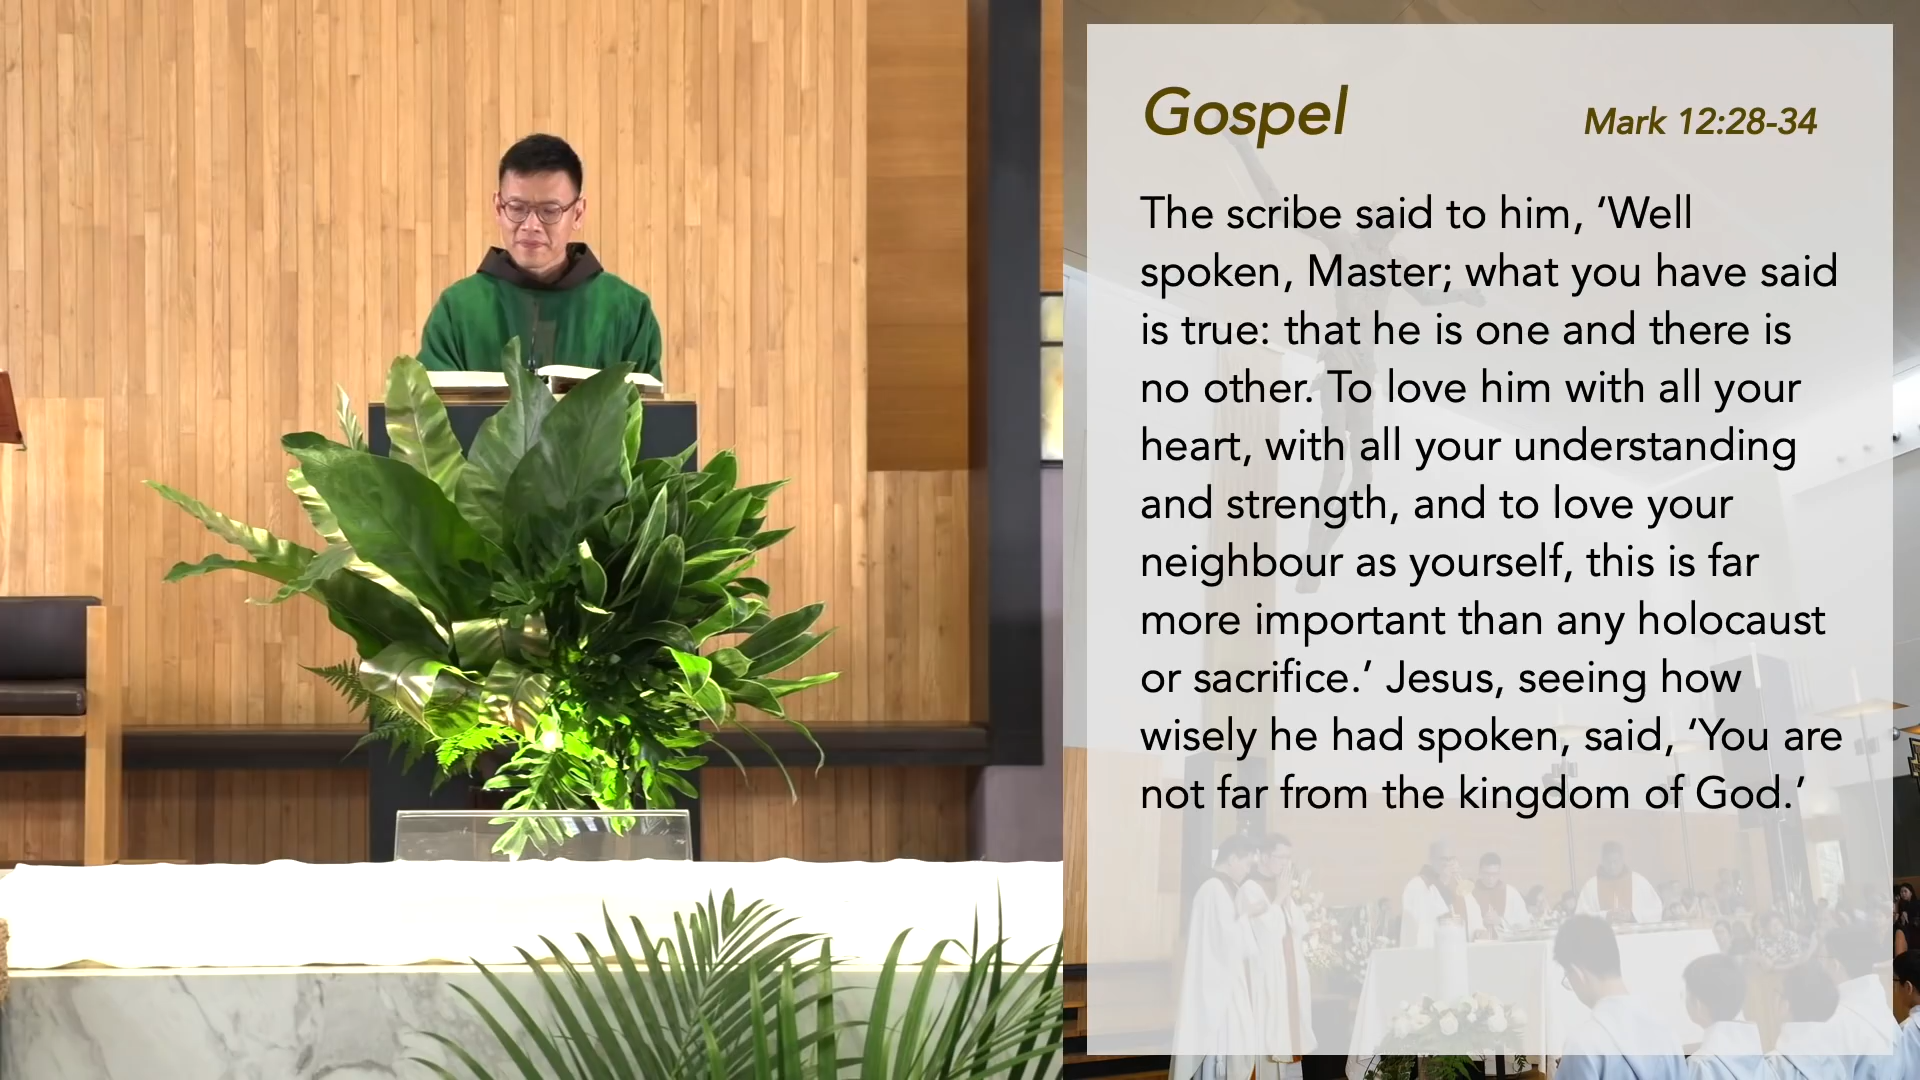 Gospel
Mark 12:28-34
The scribe said to him, ‘Well
spoken, Master; what you have said
is true: that he is one and there is
no other. To love him with all your
heart, with all your understanding
and strength, and to love your
neighbour as yourself, this is far
more important than any holocaust
or sacrifice.’ Jesus, seeing how
wisely he had spoken, said, ‘You are
not far from the kingdom of God.’